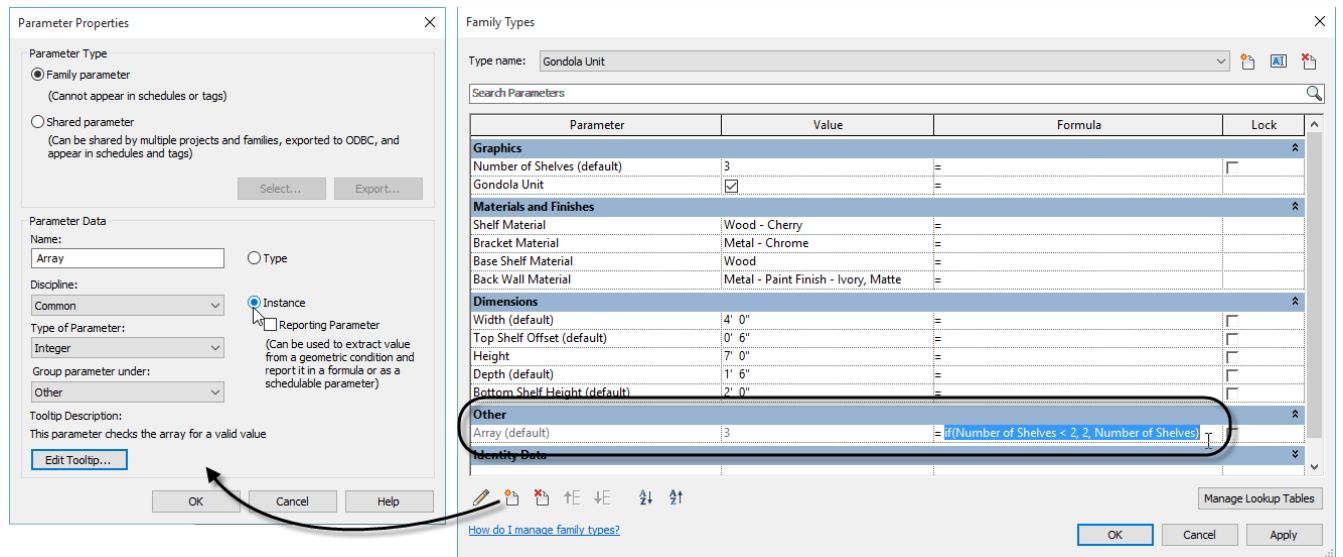 Parameter Properties
Parameter Type
Family parameter
(Cannot appear in schedules or tags)
Shared parameter
(Can be shared by multiple projects and families, exported to ODBC, and
appear in schedules and tags)
Select...
Export...
Parameter Data
Name:
Array
Type
Discipline:
Common
Instance
Reporting Parameter
Type of Parameter:
(Can be used to extract value
from a geometric condition and
report it in a formula or as a
schedulable parameter)
Integer
Group parameter under:
Other
Tooltip Description:
This parameter checks the array for a valid value
Edit Tooltip...
OK
Cancel
Help
Family Types
Type name:
Gondola Unit
Search Parameters
Parameter Value Formula Lock
Graphics
Number of Shelves (default) 3 =
Gondola Unit =
Materials and Finishes
Shelf Material Wood - Cherry =
Bracket Material Metal - Chrome =
Base Shelf Material Wood =
Back Wall Material Metal - Paint Finish - Ivory, Matte =
Dimensions
Width (default) 4' 0" =
Top Shelf Offset (default) 0' 6" =
Height 7' 0" =
Depth (default) 1' 6" =
Bottom Shelf Height (default) 2' 0" =
Other
Array (default) 3 = if(Number of Shelves < 2, 2, Number of Shelves)
Identity Data
Manage Lookup Tables
How do I manage family types?
OK
Cancel
Apply